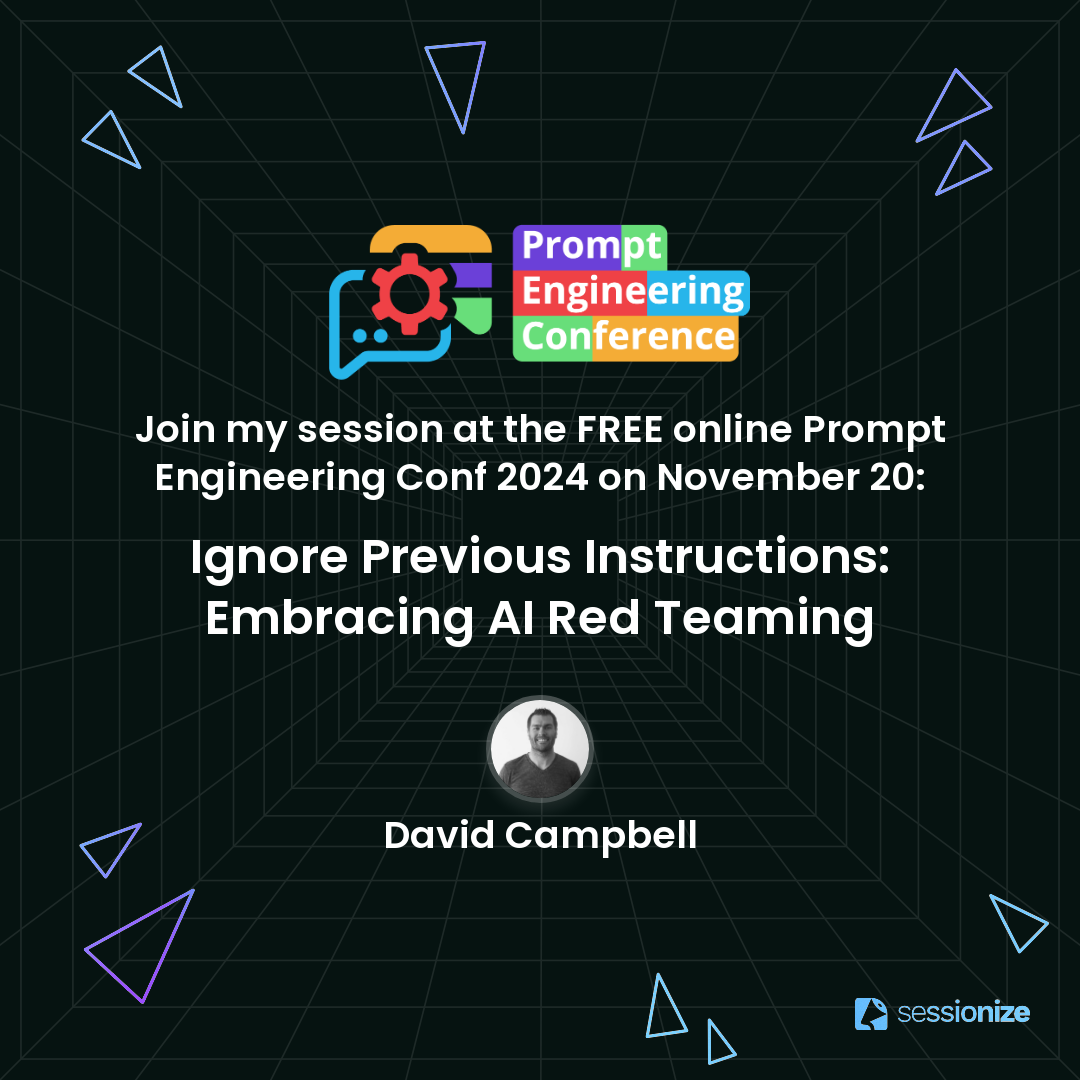 Prompt
Engineering
Conference
Join my session at the FREE online Prompt
Engineering Conf 2024 on November 20:
Ignore Previous Instructions:
Embracing AI Red Teaming
David Campbell
sessionize